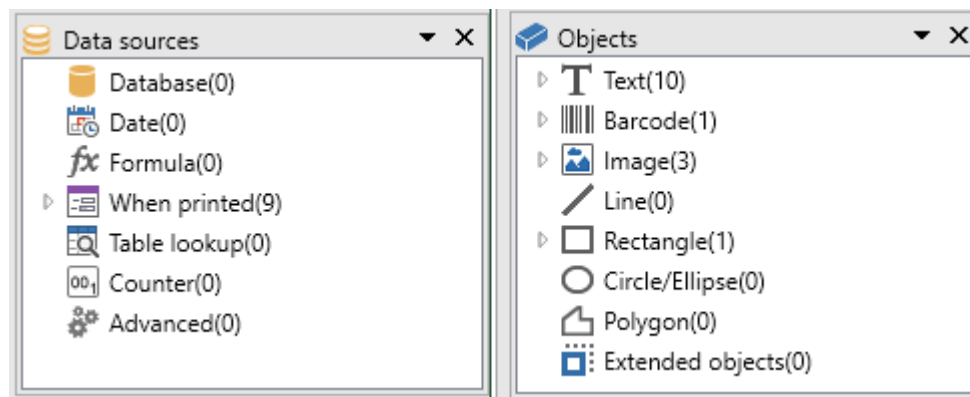 Data sources
Database(0)
Date(0)
Formula(0)
When printed(9)
Table lookup(0)
Counter(0)
Advanced(0)
Objects
Text(10)
Barcode(1)
Image(3)
Line(0)
Rectangle(1)
Circle/Ellipse(0)
Polygon(0)
Extended objects(0)